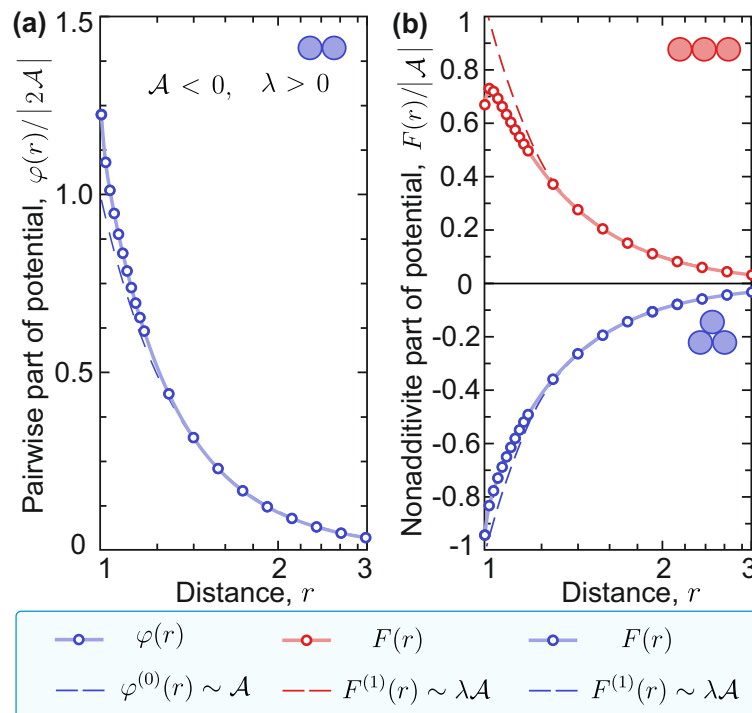 (a)
Pairwise part of potential, φ(r)/|2𝒜|
1.5
1.0
0.5
0
𝒜 < 0, λ > 0
1 2 3
Distance, r
(b)
Nonadditivite part of potential, F(r)/|𝒜|
1
0.8
0.6
0.4
0.2
0
-0.2
-0.4
-0.6
-0.8
-1
1 2 3
Distance, r
φ(r) F(r) F(r)
φ⁽⁰⁾(r) ∼ 𝒜 F⁽¹⁾(r) ∼ λ𝒜 F⁽¹⁾(r) ∼ λ𝒜